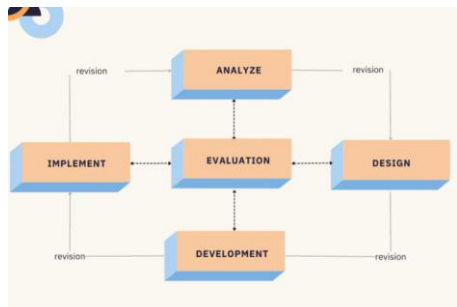 ANALYZE
revision
revision
IMPLEMENT
EVALUATION
DESIGN
DEVELOPMENT
revision
revision